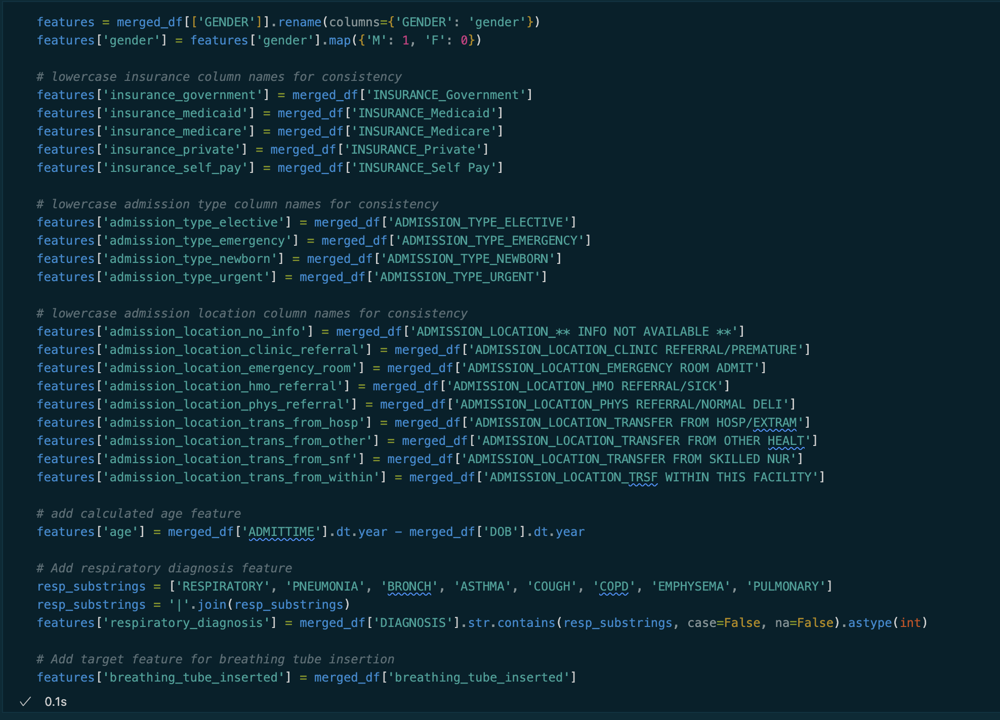 features = merged_df[['GENDER']].rename(columns={'GENDER': 'gender'})
features['gender'] = features['gender'].map({'M': 1, 'F': 0})
# lowercase insurance column names for consistency
features['insurance_government'] = merged_df['INSURANCE_Government']
features['insurance_medicaid'] = merged_df['INSURANCE_Medicaid']
features['insurance_medicare'] = merged_df['INSURANCE_Medicare']
features['insurance_private'] = merged_df['INSURANCE_Private']
features['insurance_self_pay'] = merged_df['INSURANCE_Self Pay']
# lowercase admission type column names for consistency
features['admission_type_elective'] = merged_df['ADMISSION_TYPE_ELECTIVE']
features['admission_type_emergency'] = merged_df['ADMISSION_TYPE_EMERGENCY']
features['admission_type_newborn'] = merged_df['ADMISSION_TYPE_NEWBORN']
features['admission_type_urgent'] = merged_df['ADMISSION_TYPE_URGENT']
# lowercase admission location column names for consistency
features['admission_location_no_info'] = merged_df['ADMISSION_LOCATION_** INFO NOT AVAILABLE **']
features['admission_location_clinic_referral'] = merged_df['ADMISSION_LOCATION_CLINIC REFERRAL/PREMATURE']
features['admission_location_emergency_room'] = merged_df['ADMISSION_LOCATION_EMERGENCY ROOM ADMIT']
features['admission_location_hmo_referral'] = merged_df['ADMISSION_LOCATION_HMO REFERRAL/SICK']
features['admission_location_phys_referral'] = merged_df['ADMISSION_LOCATION_PHYS REFERRAL/NORMAL DELI']
features['admission_location_trans_from_hosp'] = merged_df['ADMISSION_LOCATION_TRANSFER FROM HOSP/EXTRAM']
features['admission_location_trans_from_other'] = merged_df['ADMISSION_LOCATION_TRANSFER FROM OTHER HEALT']
features['admission_location_trans_from_snf'] = merged_df['ADMISSION_LOCATION_TRANSFER FROM SKILLED NUR']
features['admission_location_trans_from_within'] = merged_df['ADMISSION_LOCATION_TRSF WITHIN THIS FACILITY']
# add calculated age feature
features['age'] = merged_df['ADMITTIME'].dt.year - merged_df['DOB'].dt.year
# Add respiratory diagnosis feature
resp_substrings = ['RESPIRATORY', 'PNEUMONIA', 'BRONCH', 'ASTHMA', 'COUGH', 'COPD', 'EMPHYSEMA', 'PULMONARY']
resp_substrings = '|'.join(resp_substrings)
features['respiratory_diagnosis'] = merged_df['DIAGNOSIS'].str.contains(resp_substrings, case=False, na=False).astype(int)
# Add target feature for breathing tube insertion
features['breathing_tube_inserted'] = merged_df['breathing_tube_inserted']
✓ 0.1s